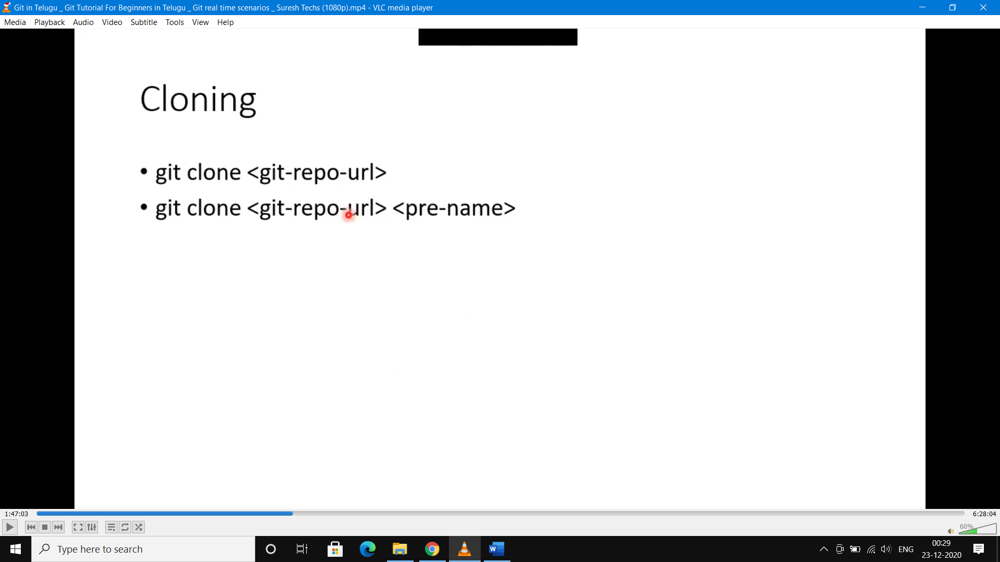 Git in Telugu _ Git Tutorial For Beginners in Telugu _ Git real time scenarios _ Suresh Techs (1080p).mp4 - VLC media player
Media Playback Audio Video Subtitle Tools View Help
Cloning
• git clone <git-repo-url>
• git clone <git-repo-url> <pre-name>
1:47:03 6:28:04
60%
Type here to search
W
ENG
00:29
23-12-2020